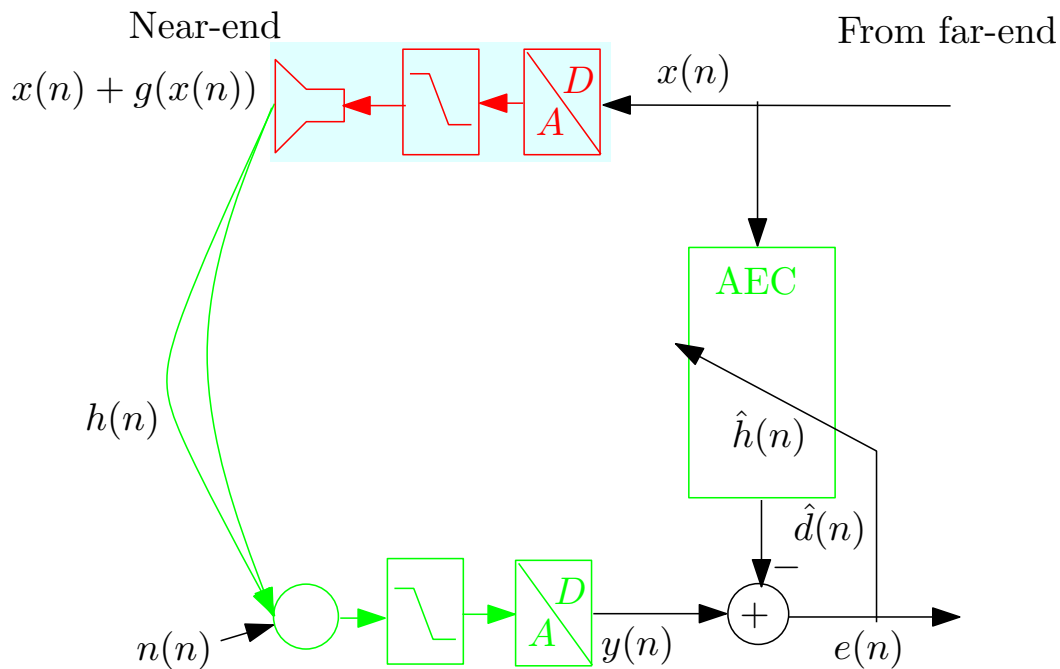 Near-end
From far-end
x(n) + g(x(n))
D
A
D
A
x(n)
AEC
h(n)
ĥ(n)
d̂(n)
−
n(n)
D
A
y(n)
+
e(n)